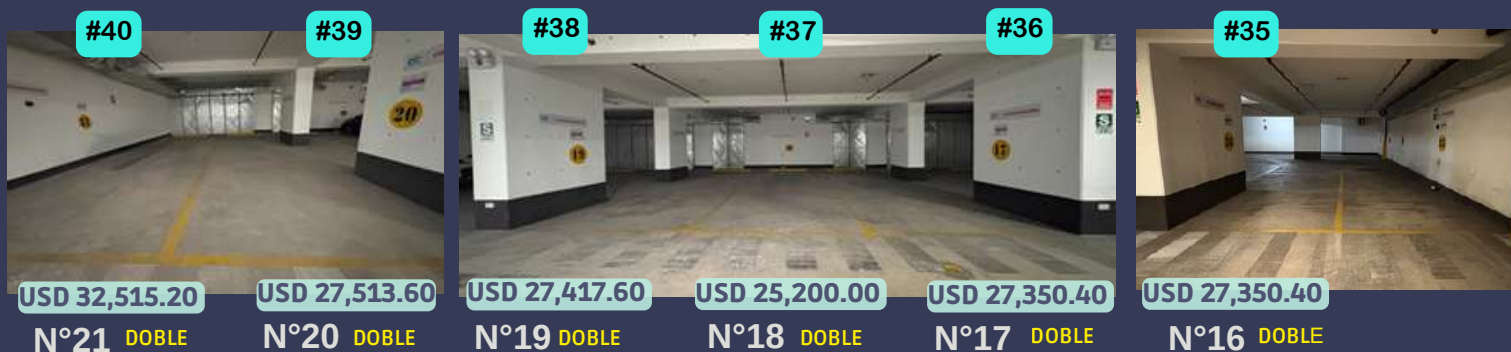 #40 #39 #38 #37 #36 #35
20
19
17
USD 32,515.20 USD 27,513.60 USD 27,417.60 USD 25,200.00 USD 27,350.40 USD 27,350.40
N°21 DOBLE N°20 DOBLE N°19 DOBLE N°18 DOBLE N°17 DOBLE N°16 DOBLE